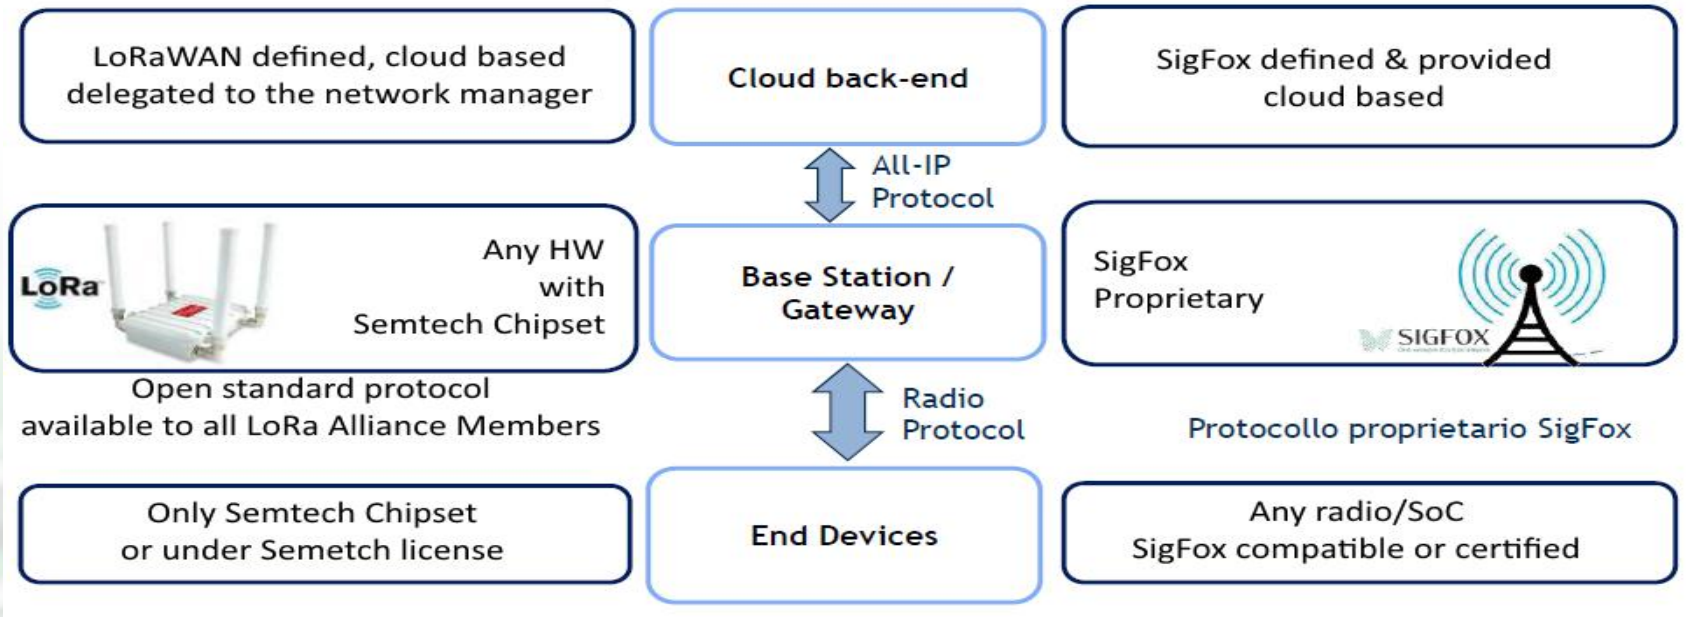 LoRaWAN defined, cloud based
delegated to the network manager
Cloud back-end
SigFox defined & provided
cloud based
All-IP
Protocol
LoRa
Any HW
with
Semtech Chipset
Base Station /
Gateway
SigFox
Proprietary
SIGFOX
Open standard protocol
available to all LoRa Alliance Members
Radio
Protocol
Protocollo proprietario SigFox
Only Semtech Chipset
or under Semetch license
End Devices
Any radio/SoC
SigFox compatible or certified